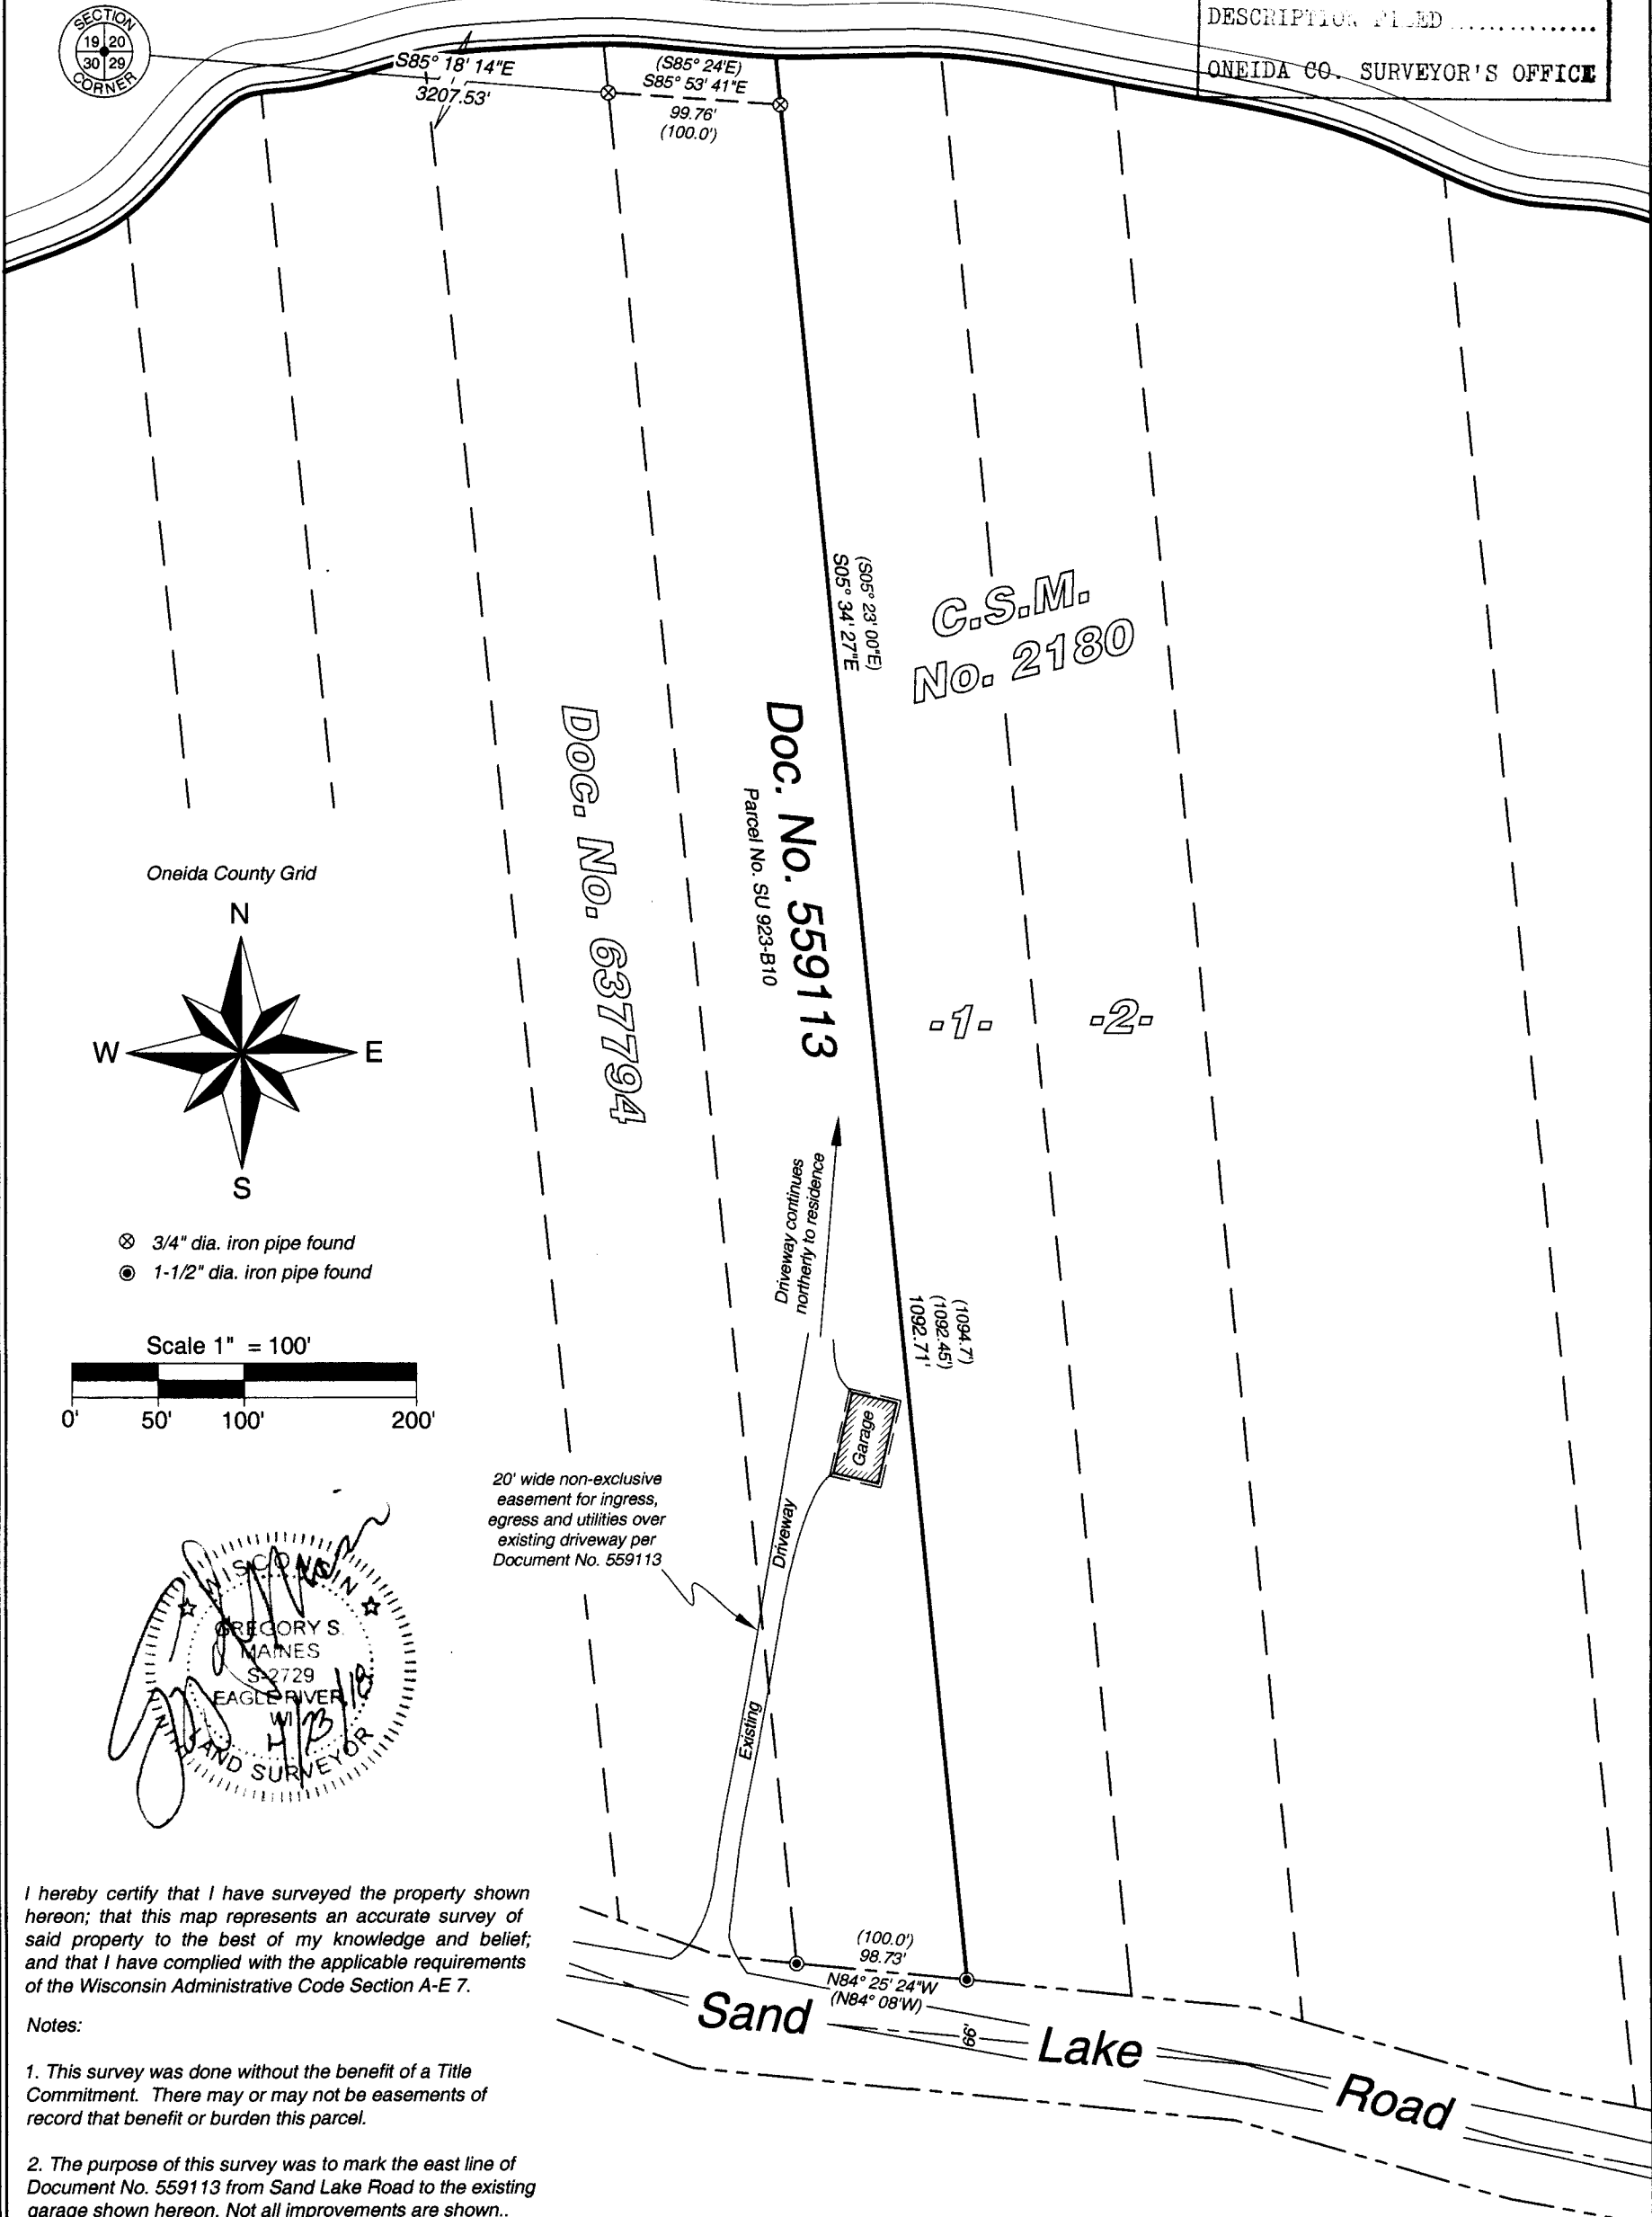 SECTION
19 20
30 29
CORNER
DESCRIPTION FILED ..............
ONEIDA CO. SURVEYOR'S OFFICE
S85° 18' 14"E
3207.53'
(S85° 24'E)
S85° 53' 41"E
99.76'
(100.0')
(S05° 23' 00"E)
S05° 34' 27"E
C.S.M.
No. 2180
Doc. No. 637794
Doc. No. 559113
Parcel No. SU 923-B10
-1-
-2-
Oneida County Grid
N
W
E
S
3/4" dia. iron pipe found
1-1/2" dia. iron pipe found
Scale 1" = 100'
0' 50' 100' 200'
Driveway continues
northerly to residence
(1094.7')
(1092.45')
1092.71'
Garage
20' wide non-exclusive
easement for ingress,
egress and utilities over
existing driveway per
Document No. 559113
Existing Driveway
WISCONSIN
GREGORY S.
MAINES
S-2729
EAGLE RIVER
WI
4/23/18
LAND SURVEYOR
I hereby certify that I have surveyed the property shown
hereon; that this map represents an accurate survey of
said property to the best of my knowledge and belief;
and that I have complied with the applicable requirements
of the Wisconsin Administrative Code Section A-E 7.
Notes:
1. This survey was done without the benefit of a Title
Commitment. There may or may not be easements of
record that benefit or burden this parcel.
2. The purpose of this survey was to mark the east line of
Document No. 559113 from Sand Lake Road to the existing
garage shown hereon. Not all improvements are shown..
(100.0')
98.73'
N84° 25' 24"W
(N84° 08'W)
66'
Sand Lake Road